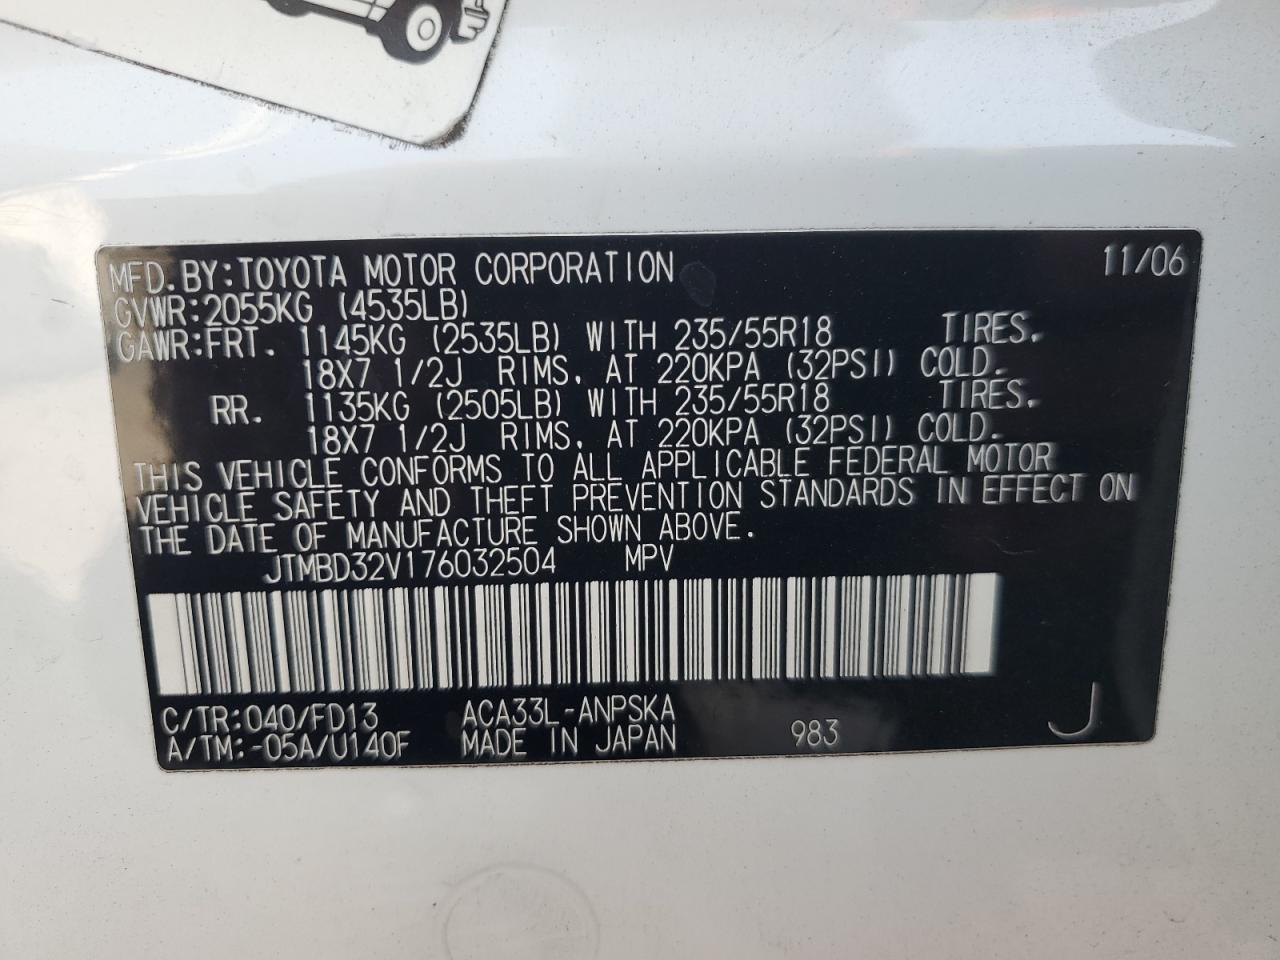 MFD.BY:TOYOTA MOTOR CORPORATION 11/06
GVWR:2055KG (4535LB)
GAWR:FRT. 1145KG (2535LB) WITH 235/55R18 TIRES.
18X7 1/2J RIMS, AT 220KPA (32PSI) COLD.
RR. 1135KG (2505LB) WITH 235/55R18 TIRES.
18X7 1/2J RIMS, AT 220KPA (32PSI) COLD.
THIS VEHICLE CONFORMS TO ALL APPLICABLE FEDERAL MOTOR
VEHICLE SAFETY AND THEFT PREVENTION STANDARDS IN EFFECT ON
THE DATE OF MANUFACTURE SHOWN ABOVE.
JTMBD32V176032504 MPV
C/TR:040/FD13 ACA33L-ANPSKA
A/TM:-05A/U140F MADE IN JAPAN 983 J